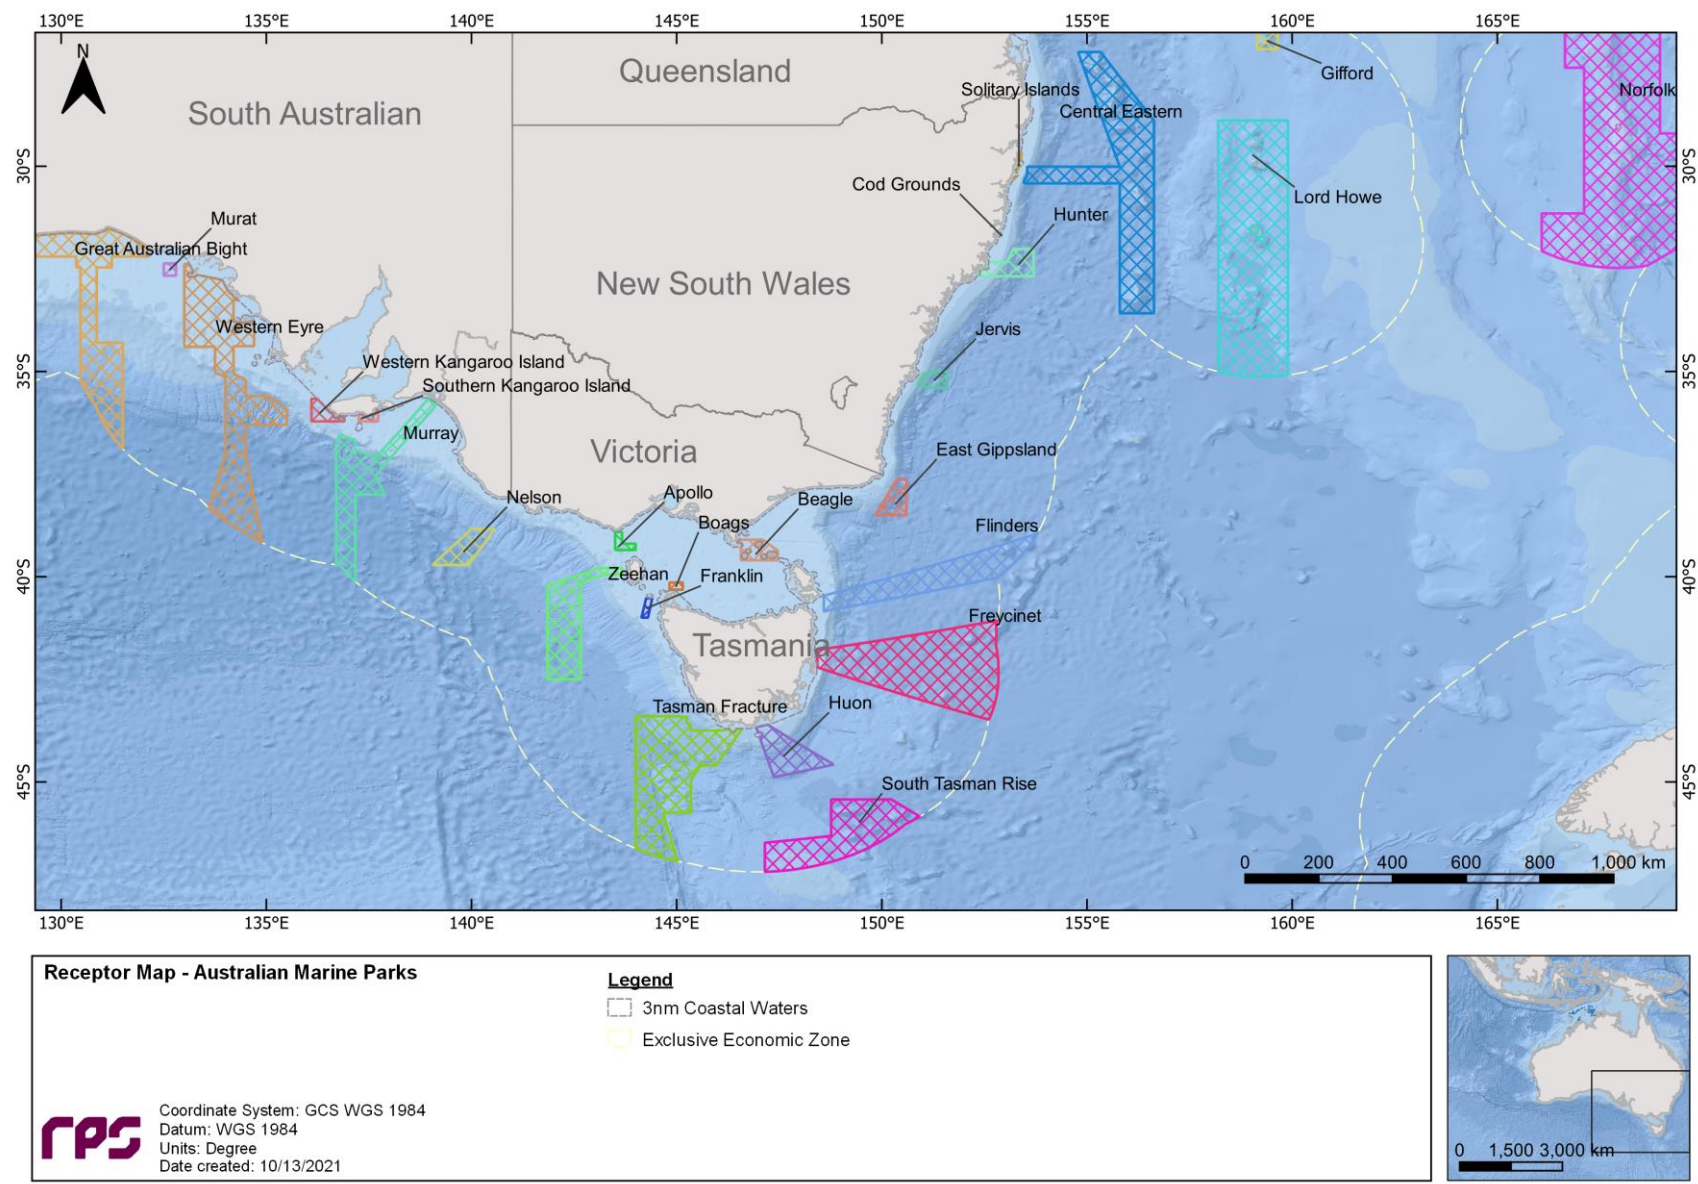 130°E 135°E 140°E 145°E 150°E 155°E 160°E 165°E
N
Queensland
Gifford
South Australian
Solitary Islands
Norfolk
Central Eastern
30°S
30°S
Cod Grounds
Lord Howe
Murat
Hunter
Great Australian Bight
New South Wales
Western Eyre
Jervis
Western Kangaroo Island
35°S
35°S
Southern Kangaroo Island
Murray
Victoria
East Gippsland
Nelson
Apollo
Beagle
Boags
Flinders
Zeehan
Franklin
40°S
40°S
Freycinet
Tasmania
Tasman Fracture
Huon
45°S
45°S
South Tasman Rise
0 200 400 600 800 1,000 km
130°E 135°E 140°E 145°E 150°E 155°E 160°E 165°E
Receptor Map - Australian Marine Parks
Legend
3nm Coastal Waters
Exclusive Economic Zone
rps
Coordinate System: GCS WGS 1984
Datum: WGS 1984
Units: Degree
Date created: 10/13/2021
0 1,500 3,000 km